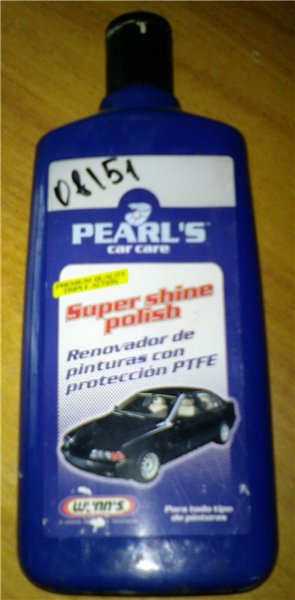 08151
PEARL'S
car care
PREMIUM QUALITY
TRIPLE ACTION
Super shine
polish
Renovador de
pinturas con
protección PTFE
WYNN'S
Para todo tipo
de pinturas